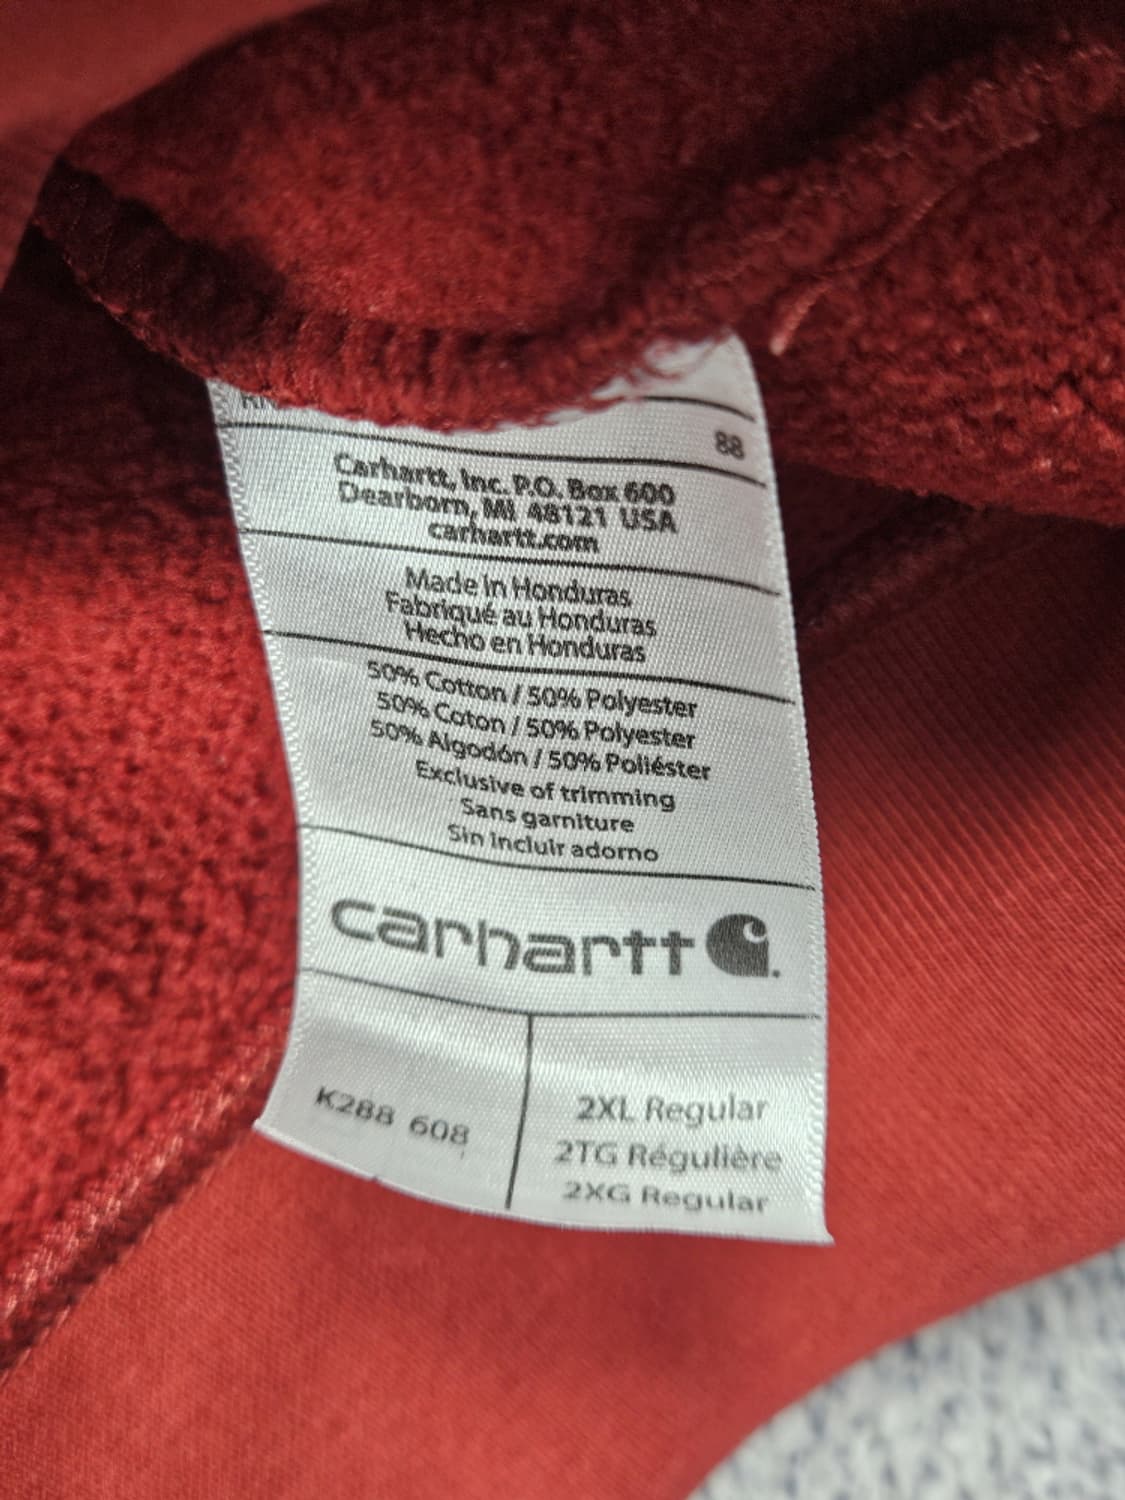 88
Carhartt, Inc. P.O. Box 600
Dearborn, MI 48121 USA
carhartt.com
Made in Honduras
Fabriqué au Honduras
Hecho en Honduras
50% Cotton / 50% Polyester
50% Coton / 50% Polyester
50% Algodón / 50% Poliéster
Exclusive of trimming
Sans garniture
Sin incluir adorno
carhartt
K288 608
2XL Regular
2TG Régulière
2XG Regular